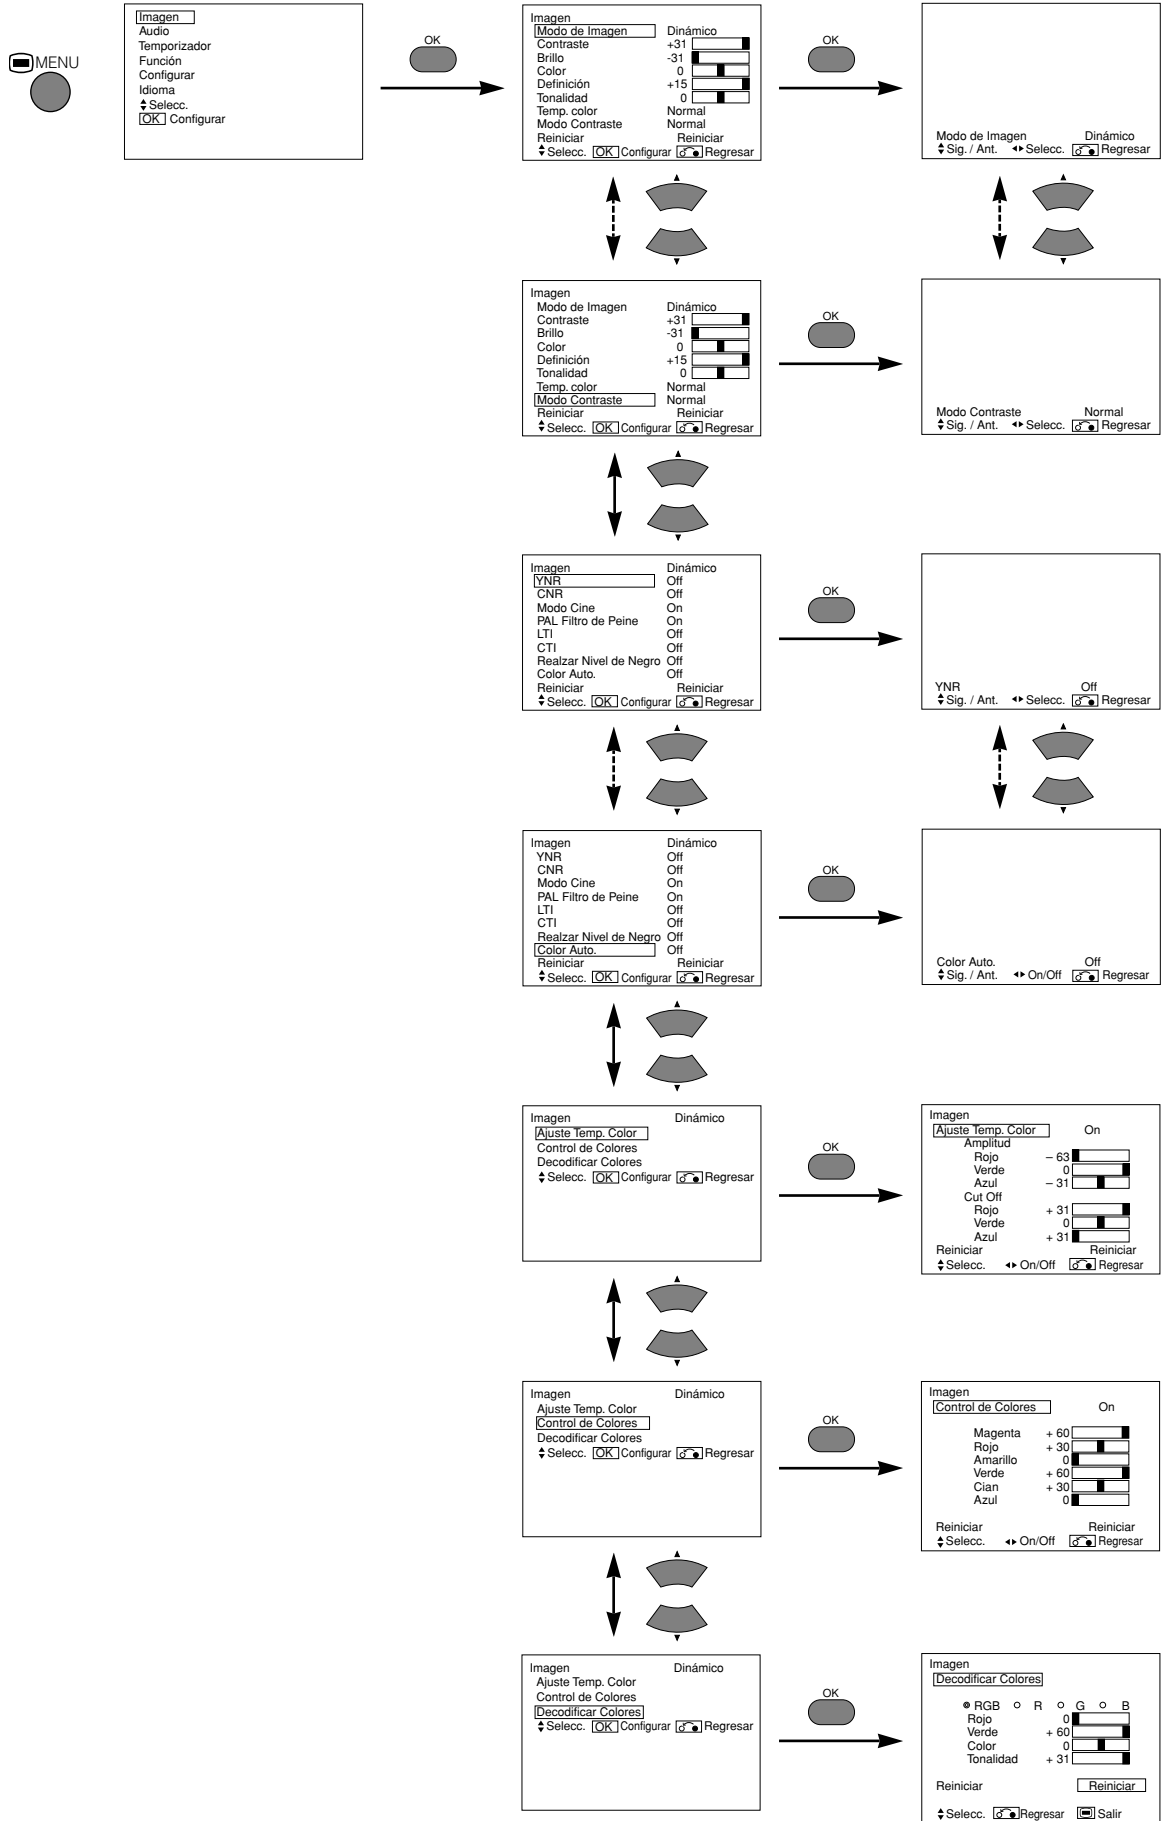 MENU
Imagen
Audio
Temporizador
Función
Configurar
Idioma
Selecc.
OK Configurar
OK
Imagen
Modo de Imagen Dinámico
Contraste +31
Brillo -31
Color 0
Definición +15
Tonalidad 0
Temp. color Normal
Modo Contraste Normal
Reiniciar Reiniciar
Selecc. OK Configurar Regresar
OK
Modo de Imagen Dinámico
Sig. / Ant. Selecc. Regresar
Imagen
Modo de Imagen Dinámico
Contraste +31
Brillo -31
Color 0
Definición +15
Tonalidad 0
Temp. color Normal
Modo Contraste Normal
Reiniciar Reiniciar
Selecc. OK Configurar Regresar
OK
Modo Contraste Normal
Sig. / Ant. Selecc. Regresar
Imagen Dinámico
YNR Off
CNR Off
Modo Cine On
PAL Filtro de Peine On
LTI Off
CTI Off
Realzar Nivel de Negro Off
Color Auto. Off
Reiniciar Reiniciar
Selecc. OK Configurar Regresar
OK
YNR Off
Sig. / Ant. Selecc. Regresar
Imagen Dinámico
YNR Off
CNR Off
Modo Cine On
PAL Filtro de Peine On
LTI Off
CTI Off
Realzar Nivel de Negro Off
Color Auto. Off
Reiniciar Reiniciar
Selecc. OK Configurar Regresar
OK
Color Auto. Off
Sig. / Ant. On/Off Regresar
Imagen Dinámico
Ajuste Temp. Color
Control de Colores
Decodificar Colores
Selecc. OK Configurar Regresar
OK
Imagen
Ajuste Temp. Color On
Amplitud
Rojo – 63
Verde 0
Azul – 31
Cut Off
Rojo + 31
Verde 0
Azul + 31
Reiniciar Reiniciar
Selecc. On/Off Regresar
Imagen Dinámico
Ajuste Temp. Color
Control de Colores
Decodificar Colores
Selecc. OK Configurar Regresar
OK
Imagen
Control de Colores On
Magenta + 60
Rojo + 30
Amarillo 0
Verde + 60
Cian + 30
Azul 0
Reiniciar Reiniciar
Selecc. On/Off Regresar
Imagen Dinámico
Ajuste Temp. Color
Control de Colores
Decodificar Colores
Selecc. OK Configurar Regresar
OK
Imagen
Decodificar Colores
RGB R G B
Rojo 0
Verde + 60
Color 0
Tonalidad + 31
Reiniciar Reiniciar
Selecc. Regresar Salir